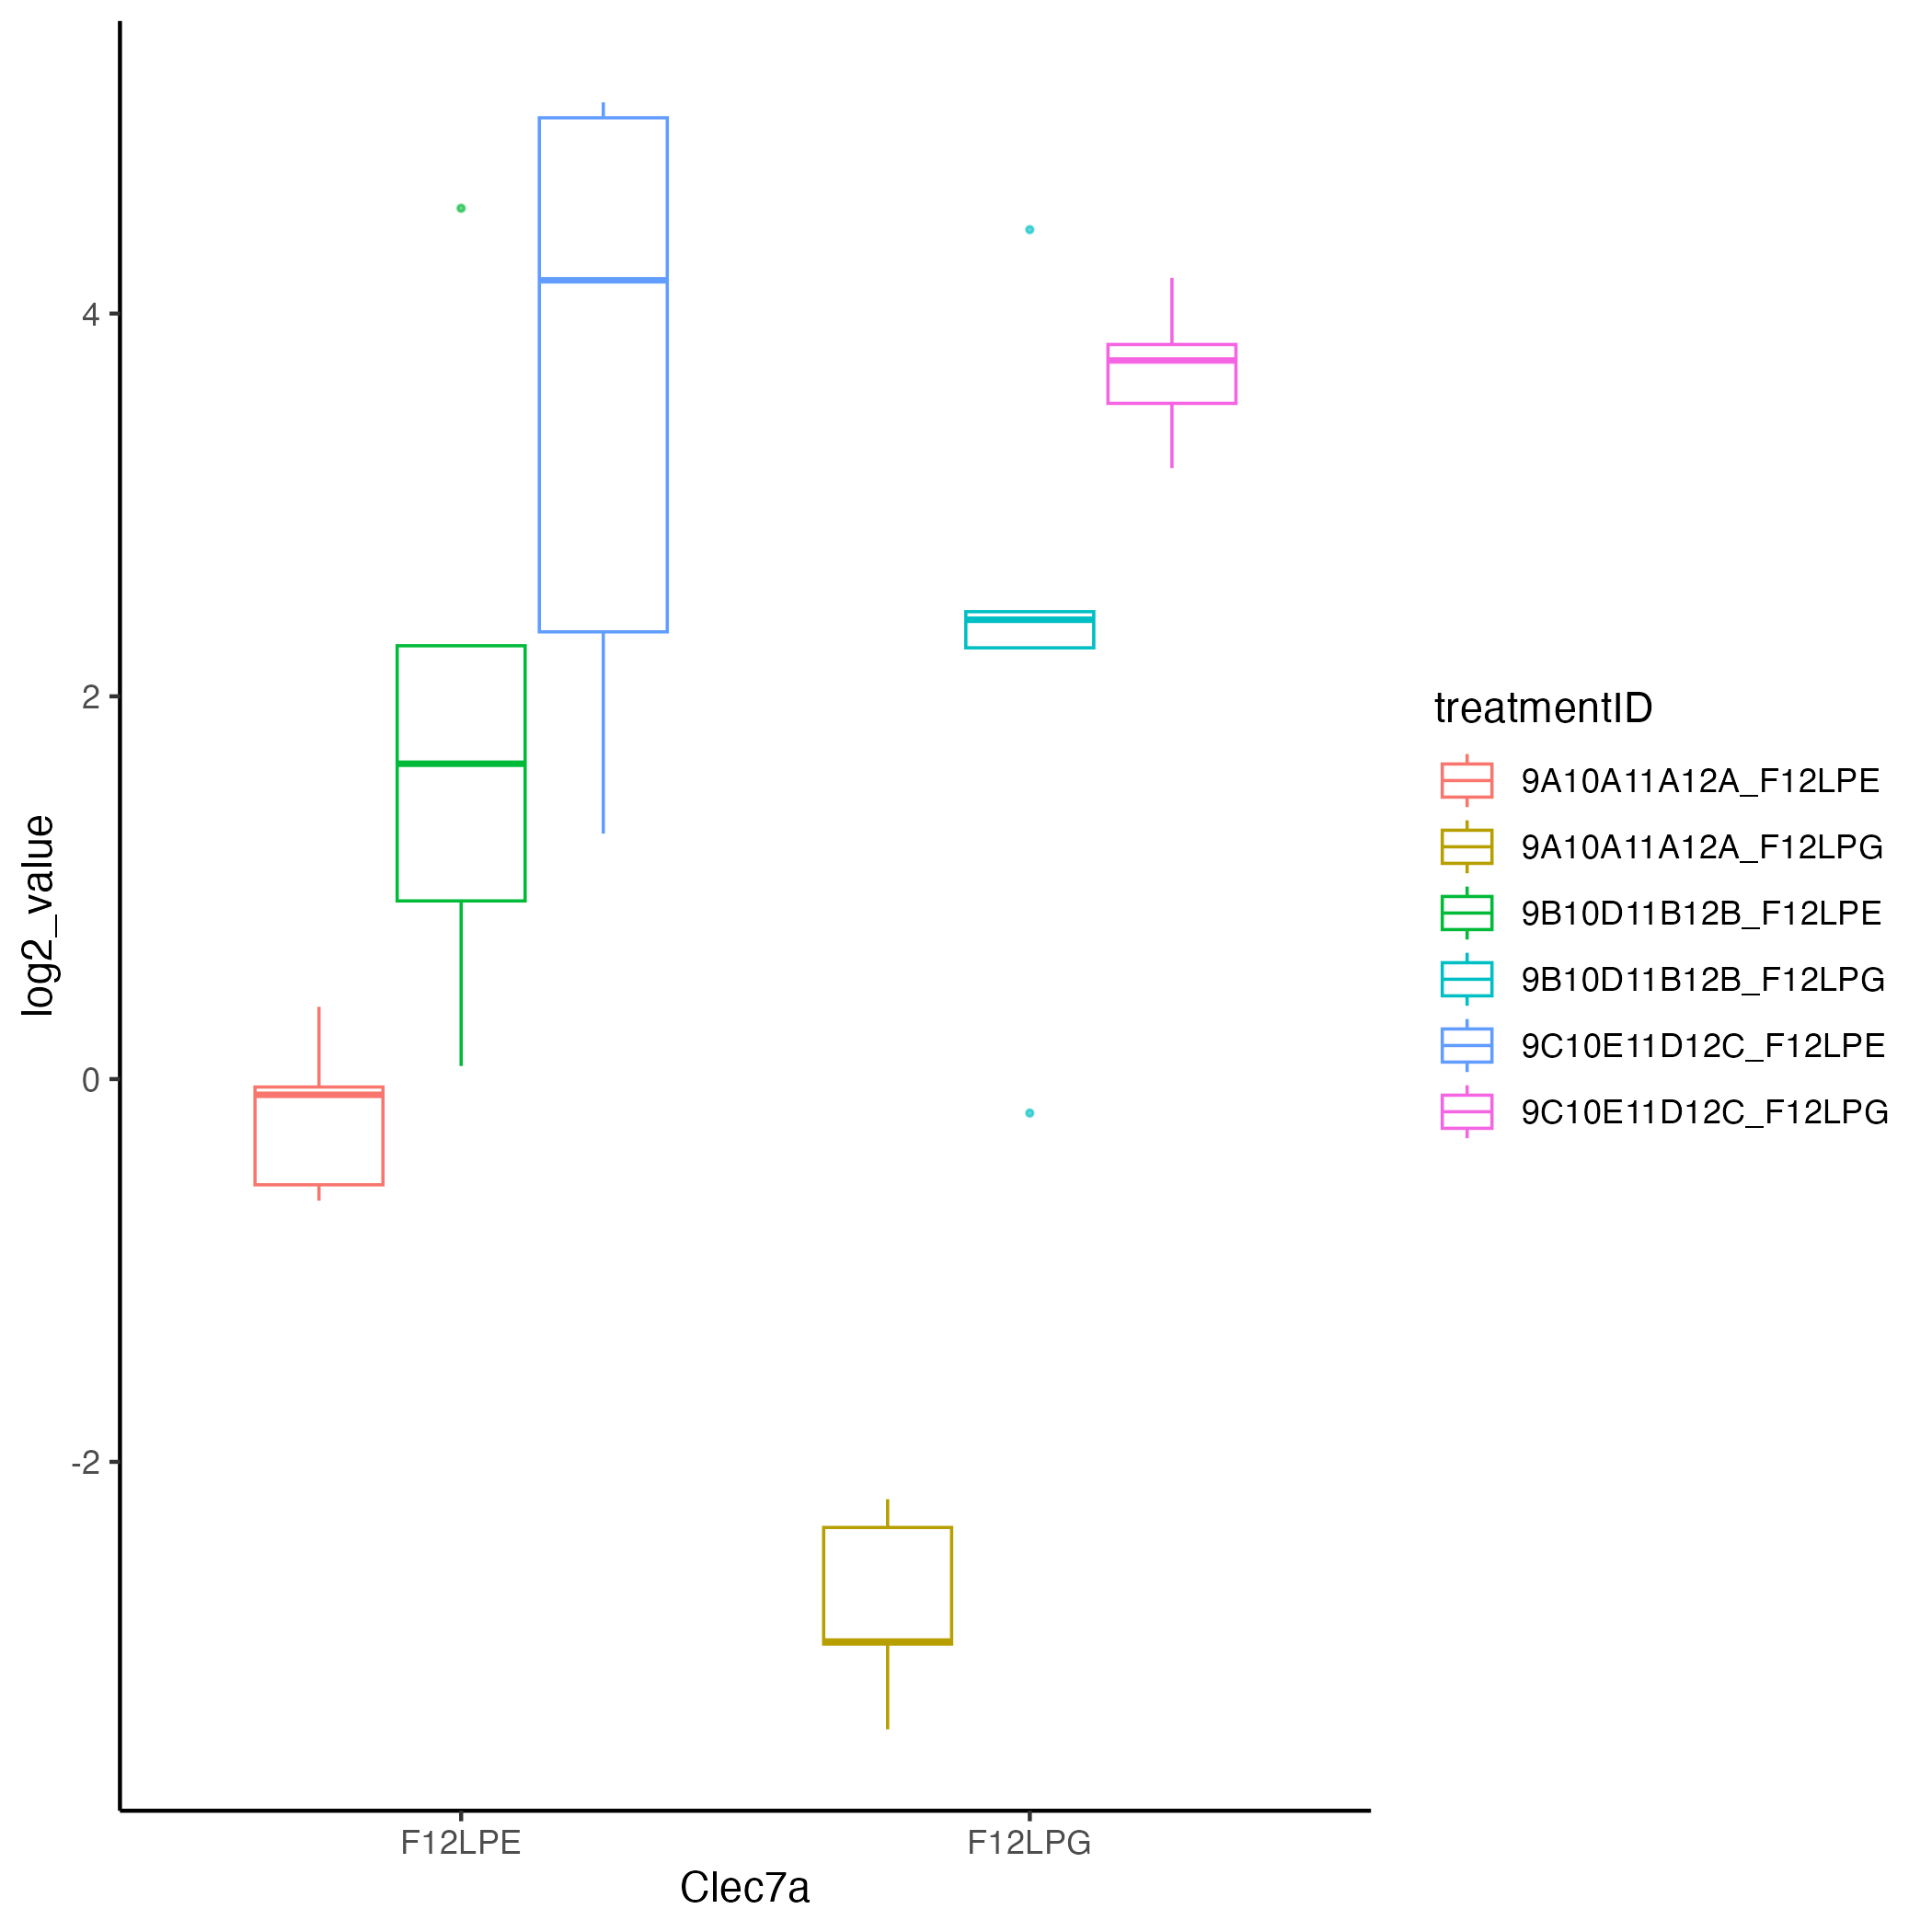 log2_value
4
2
0
-2
F12LPE
F12LPG
Clec7a
treatmentID
9A10A11A12A_F12LPE
9A10A11A12A_F12LPG
9B10D11B12B_F12LPE
9B10D11B12B_F12LPG
9C10E11D12C_F12LPE
9C10E11D12C_F12LPG